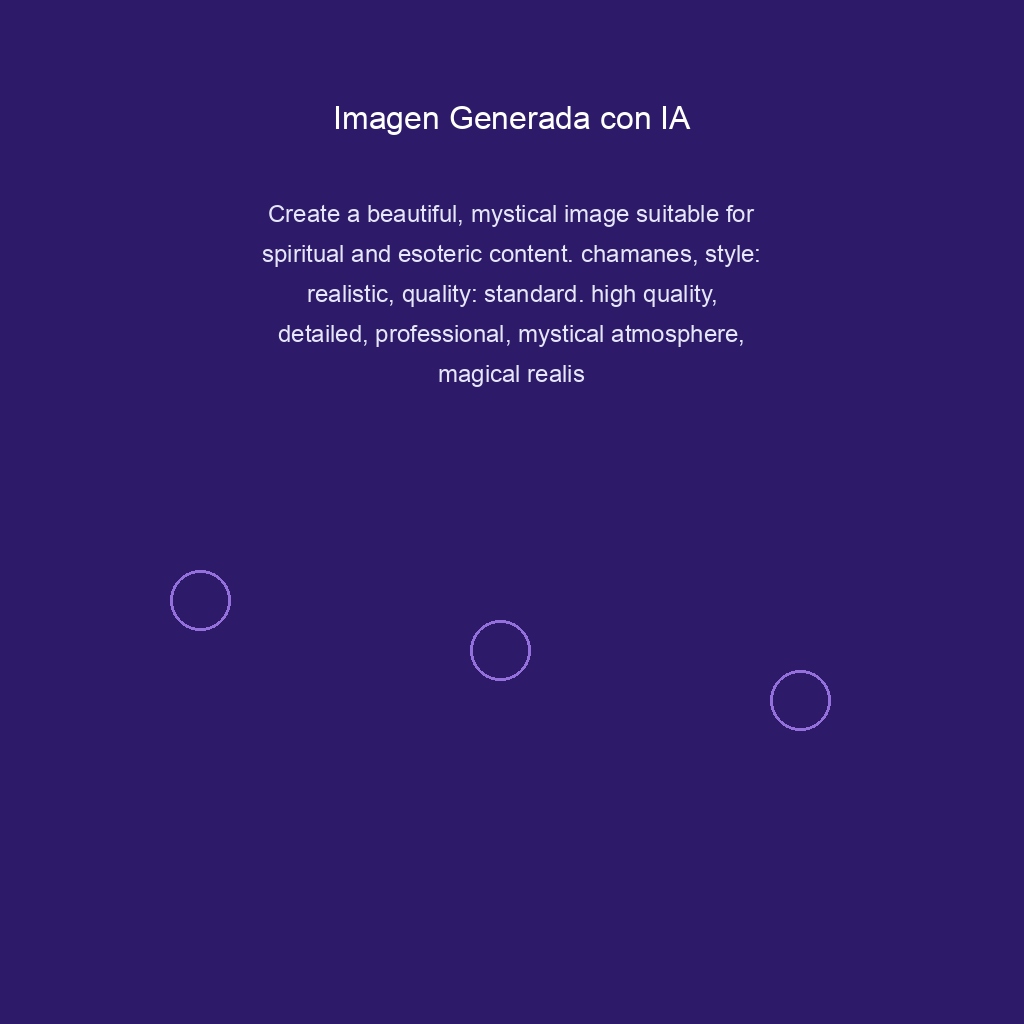 Imagen Generada con IA
Create a beautiful, mystical image suitable for
spiritual and esoteric content. chamanes, style:
realistic, quality: standard. high quality,
detailed, professional, mystical atmosphere,
magical realis